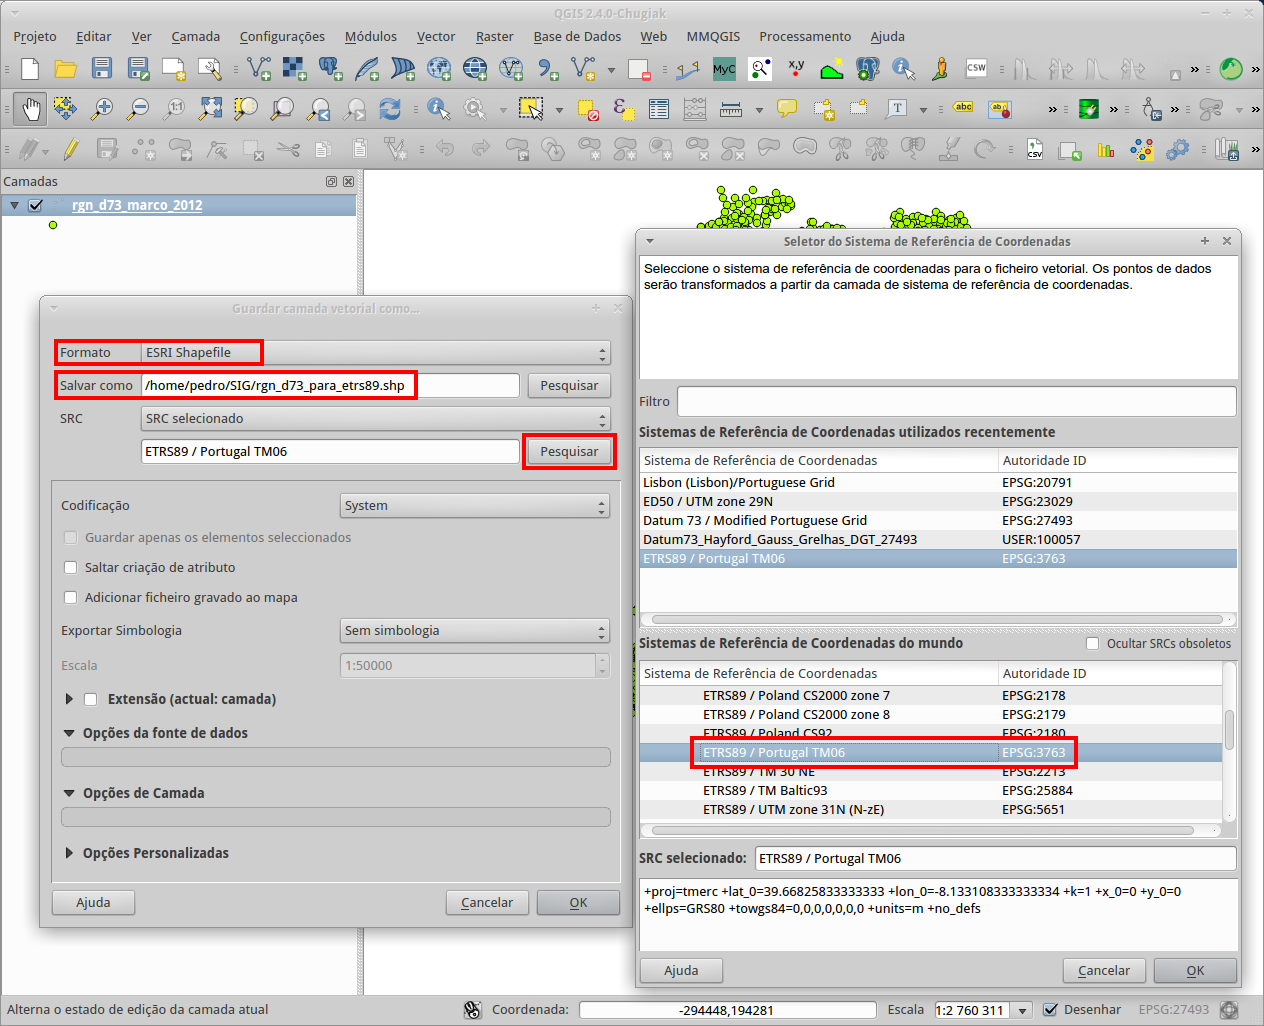 QGIS 2.4.0-Chugiak
Projeto Editar Ver Camada Configurações Módulos Vector Raster Base de Dados Web MMQGIS Processamento Ajuda
MyC x,y CSW
1:1 T abc ab
CSV
Camadas
rgn_d73_marco_2012
Guardar camada vetorial como...
Formato ESRI Shapefile
Salvar como /home/pedro/SIG/rgn_d73_para_etrs89.shp Pesquisar
SRC SRC selecionado
ETRS89 / Portugal TM06 Pesquisar
Codificação System
Guardar apenas os elementos seleccionados
Saltar criação de atributo
Adicionar ficheiro gravado ao mapa
Exportar Simbologia Sem simbologia
Escala 1:50000
Extensão (actual: camada)
Opções da fonte de dados
Opções de Camada
Opções Personalizadas
Ajuda Cancelar OK
Seletor do Sistema de Referência de Coordenadas
Seleccione o sistema de referência de coordenadas para o ficheiro vetorial. Os pontos de dados
serão transformados a partir da camada de sistema de referência de coordenadas.
Filtro
Sistemas de Referência de Coordenadas utilizados recentemente
Sistema de Referência de Coordenadas Autoridade ID
Lisbon (Lisbon)/Portuguese Grid EPSG:20791
ED50 / UTM zone 29N EPSG:23029
Datum 73 / Modified Portuguese Grid EPSG:27493
Datum73_Hayford_Gauss_Grelhas_DGT_27493 USER:100057
ETRS89 / Portugal TM06 EPSG:3763
Sistemas de Referência de Coordenadas do mundo Ocultar SRCs obsoletos
Sistema de Referência de Coordenadas Autoridade ID
ETRS89 / Poland CS2000 zone 7 EPSG:2178
ETRS89 / Poland CS2000 zone 8 EPSG:2179
ETRS89 / Poland CS92 EPSG:2180
ETRS89 / Portugal TM06 EPSG:3763
ETRS89 / TM 30 NE EPSG:2213
ETRS89 / TM Baltic93 EPSG:25884
ETRS89 / UTM zone 31N (N-zE) EPSG:5651
SRC selecionado: ETRS89 / Portugal TM06
+proj=tmerc +lat_0=39.66825833333333 +lon_0=-8.133108333333334 +k=1 +x_0=0 +y_0=0
+ellps=GRS80 +towgs84=0,0,0,0,0,0,0 +units=m +no_defs
Ajuda Cancelar OK
Alterna o estado de edição da camada atual Coordenada: -294448,194281 Escala 1:2 760 311 Desenhar EPSG:27493